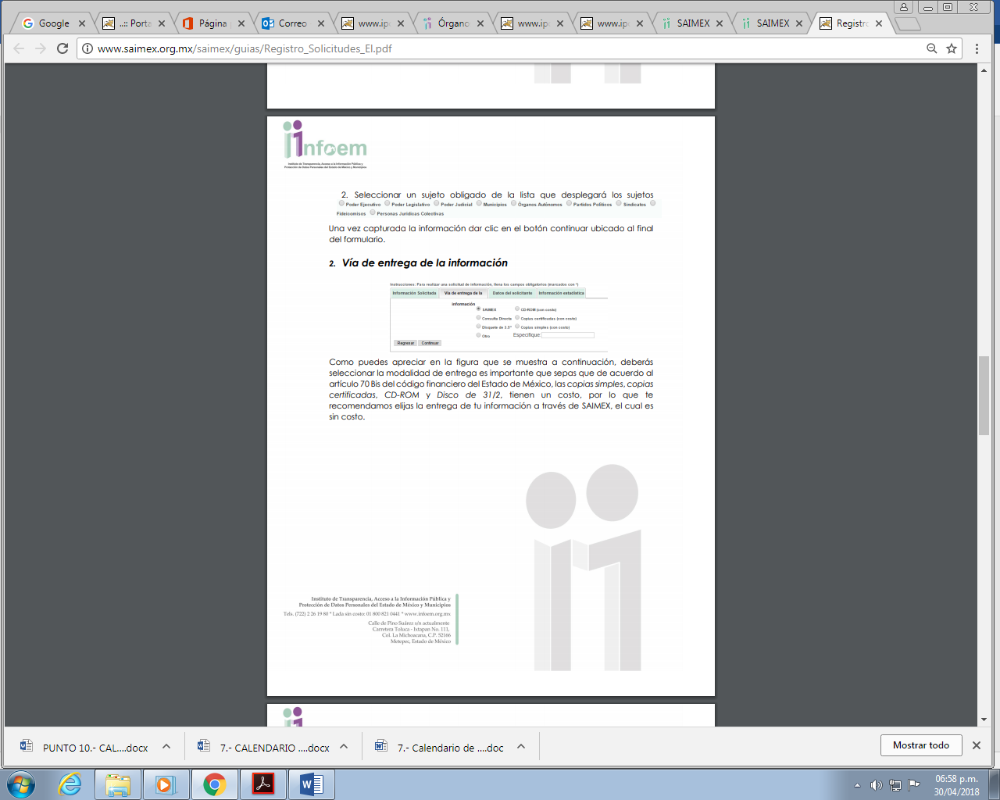 Google
..:: Porta
Página
Correo
www.ip
Órgano
www.ip
www.ip
SAIMEX
SAIMEX
Registro
www.saimex.org.mx/saimex/guias/Registro_Solicitudes_EI.pdf
infoem
Instituto de Transparencia, Acceso a la Información Pública y
Protección de Datos Personales del Estado de México y Municipios
2. Seleccionar un sujeto obligado de la lista que desplegará los sujetos
Poder Ejecutivo Poder Legislativo Poder Judicial Municipios Órganos Autónomos Partidos Políticos Sindicatos
Fideicomisos Personas Jurídicas Colectivas
Una vez capturada la información dar clic en el botón continuar ubicado al final
del formulario.
2. Vía de entrega de la información
Instrucciones: Para realizar una solicitud de información, llena los campos obligatorios (marcados con *)
Información Solicitada Vía de entrega de la Datos del solicitante Información estadística
información
SAIMEX CD-ROM (con costo)
Consulta Directa Copias certificadas (con costo)
Disquete de 3.5" Copias simples (con costo)
Otro Especifique:
Regresar Continuar
Como puedes apreciar en la figura que se muestra a continuación, deberás
seleccionar la modalidad de entrega es importante que sepas que de acuerdo al
artículo 70 Bis del código financiero del Estado de México, las copias simples, copias
certificadas, CD-ROM y Disco de 31/2, tienen un costo, por lo que te
recomendamos elijas la entrega de tu información a través de SAIMEX, el cual es
sin costo.
Instituto de Transparencia, Acceso a la Información Pública y
Protección de Datos Personales del Estado de México y Municipios
Tels. (722) 2 26 19 80 * Lada sin costo: 01 800 821 0441 * www.infoem.org.mx
Calle de Pino Suárez s/n actualmente
Carretera Toluca - Ixtapan No. 111,
Col. La Michoacana, C.P. 52166
Metepec, Estado de México
PUNTO 10.- CAL....docx
7.- CALENDARIO ....docx
7.- Calendario de ....doc
Mostrar todo
06:58 p.m.
30/04/2018